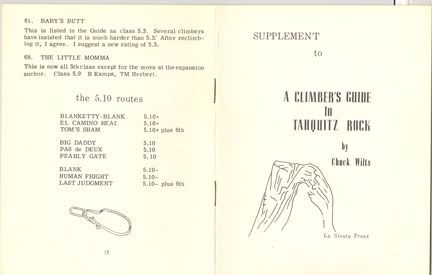 61. BABY'S BUTT
This is listed in the Guide as class 5.3. Several climbers
have insisted that it is much harder than 5.3.' After reclimb-
ing it, I agree. I suggest a new rating of 5.5.
68. THE LITTLE MOMMA
This is now all 5th class except for the move at the expansion
anchor. Class 5.9 R Kamps, TM Herbert.
the 5.10 routes
BLANKETTY-BLANK 5.10+
EL CAMINO REAL 5.10+
TOM'S SHAM 5.10+ plus 6th
BIG DADDY 5.10
PAS de DEUX 5.10
PEARLY GATE 5.10
BLANK 5.10-
HUMAN FRIGHT 5.10-
LAST JUDGMENT 5.10- plus 6th
18
SUPPLEMENT
to
A CLIMBER'S GUIDE
to
TAHQUITZ ROCK
by
Chuck Wilts
La Siesta Press